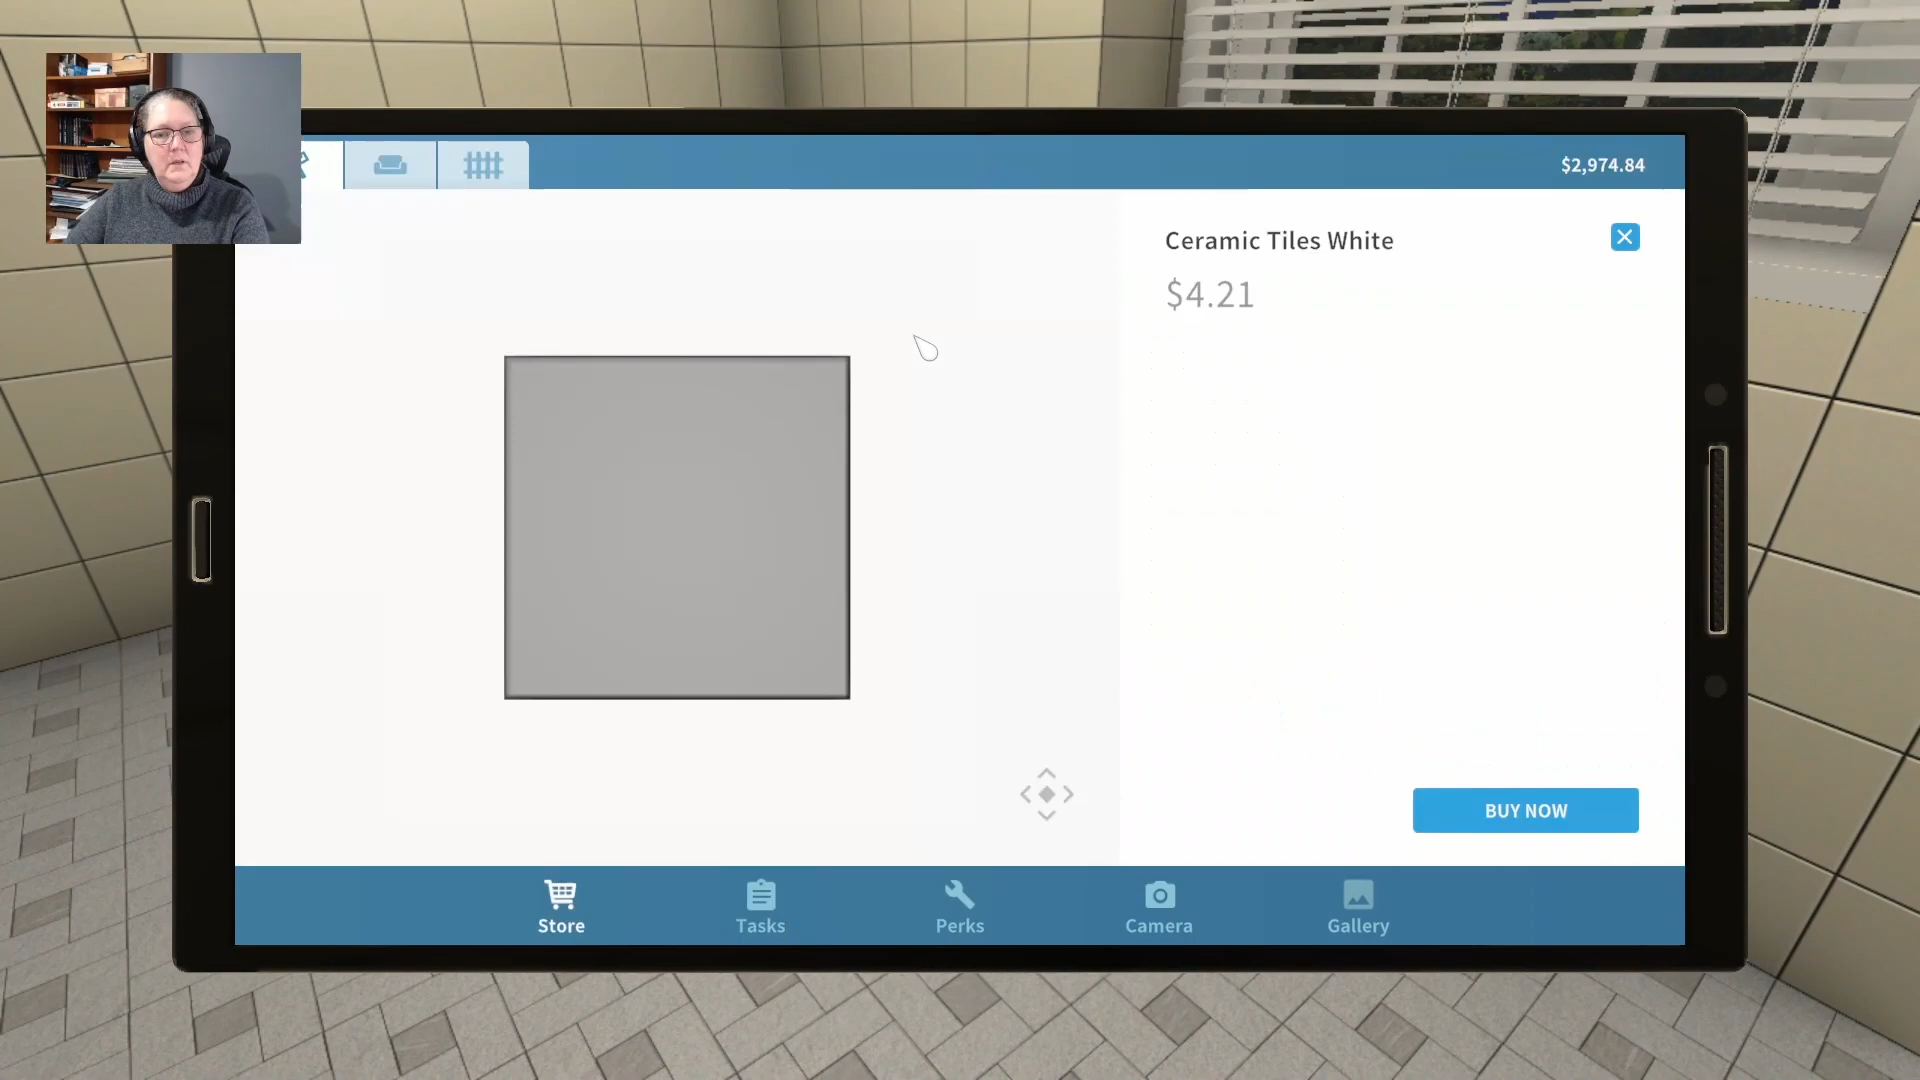 $2,974.84
Ceramic Tiles White
$4.21
BUY NOW
Store
Tasks
Perks
Camera
Gallery